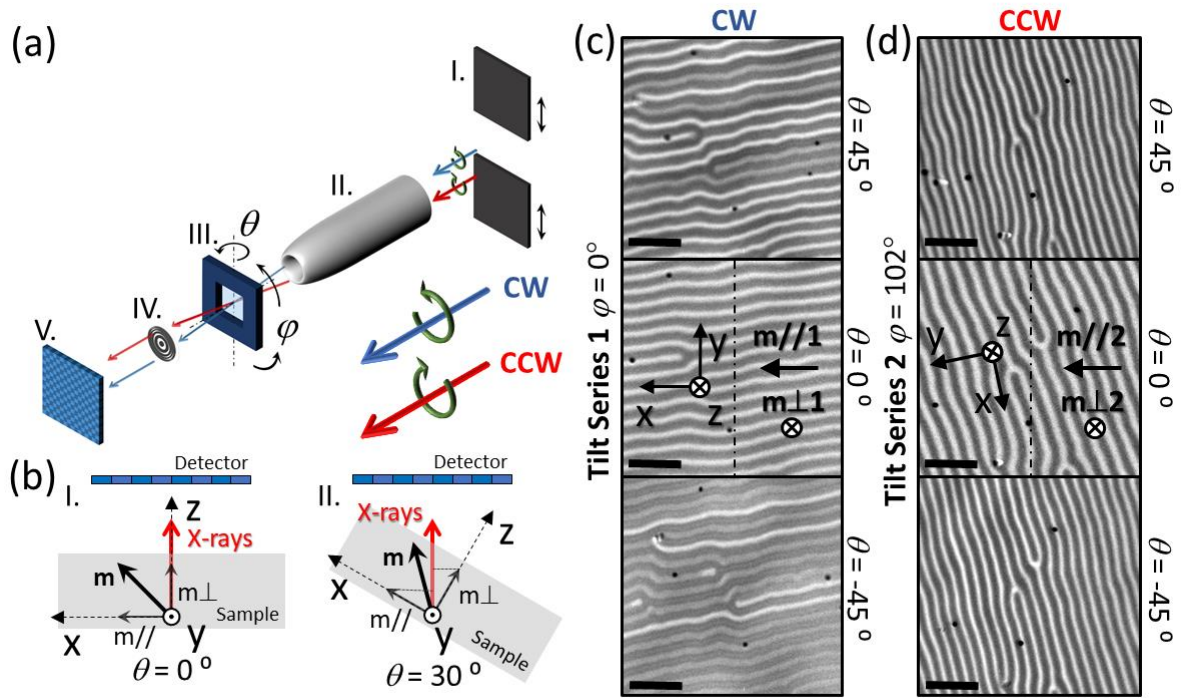 (a)
I.
II.
III.
θ
IV.
V.
φ
CW
CCW
(b)
I.
Detector
z
X-rays
m
m⊥
Sample
x
m//
y
θ = 0 º
II.
Detector
X-rays
z
m
x
m⊥
m//
y
Sample
θ = 30 º
(c)
CW
Tilt Series 1 φ = 0°
θ = 45 º
y
x
z
m//1
m⊥1
θ = 0 º
θ = -45 º
(d)
CCW
Tilt Series 2 φ = 102°
θ = 45 º
y
z
x
m//2
m⊥2
θ = 0 º
θ = -45 º